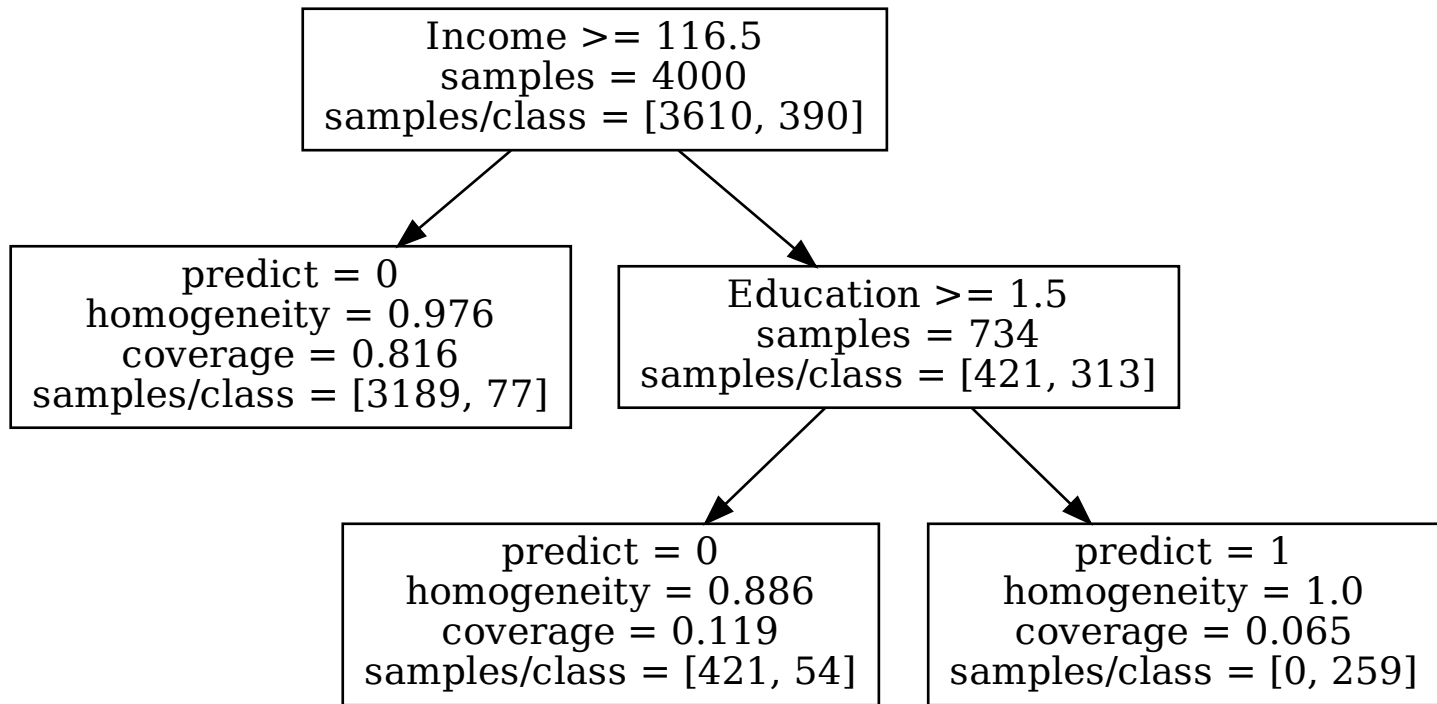 Income >= 116.5
samples = 4000
samples/class = [3610, 390]
predict = 0
homogeneity = 0.976
coverage = 0.816
samples/class = [3189, 77]
Education >= 1.5
samples = 734
samples/class = [421, 313]
predict = 0
homogeneity = 0.886
coverage = 0.119
samples/class = [421, 54]
predict = 1
homogeneity = 1.0
coverage = 0.065
samples/class = [0, 259]